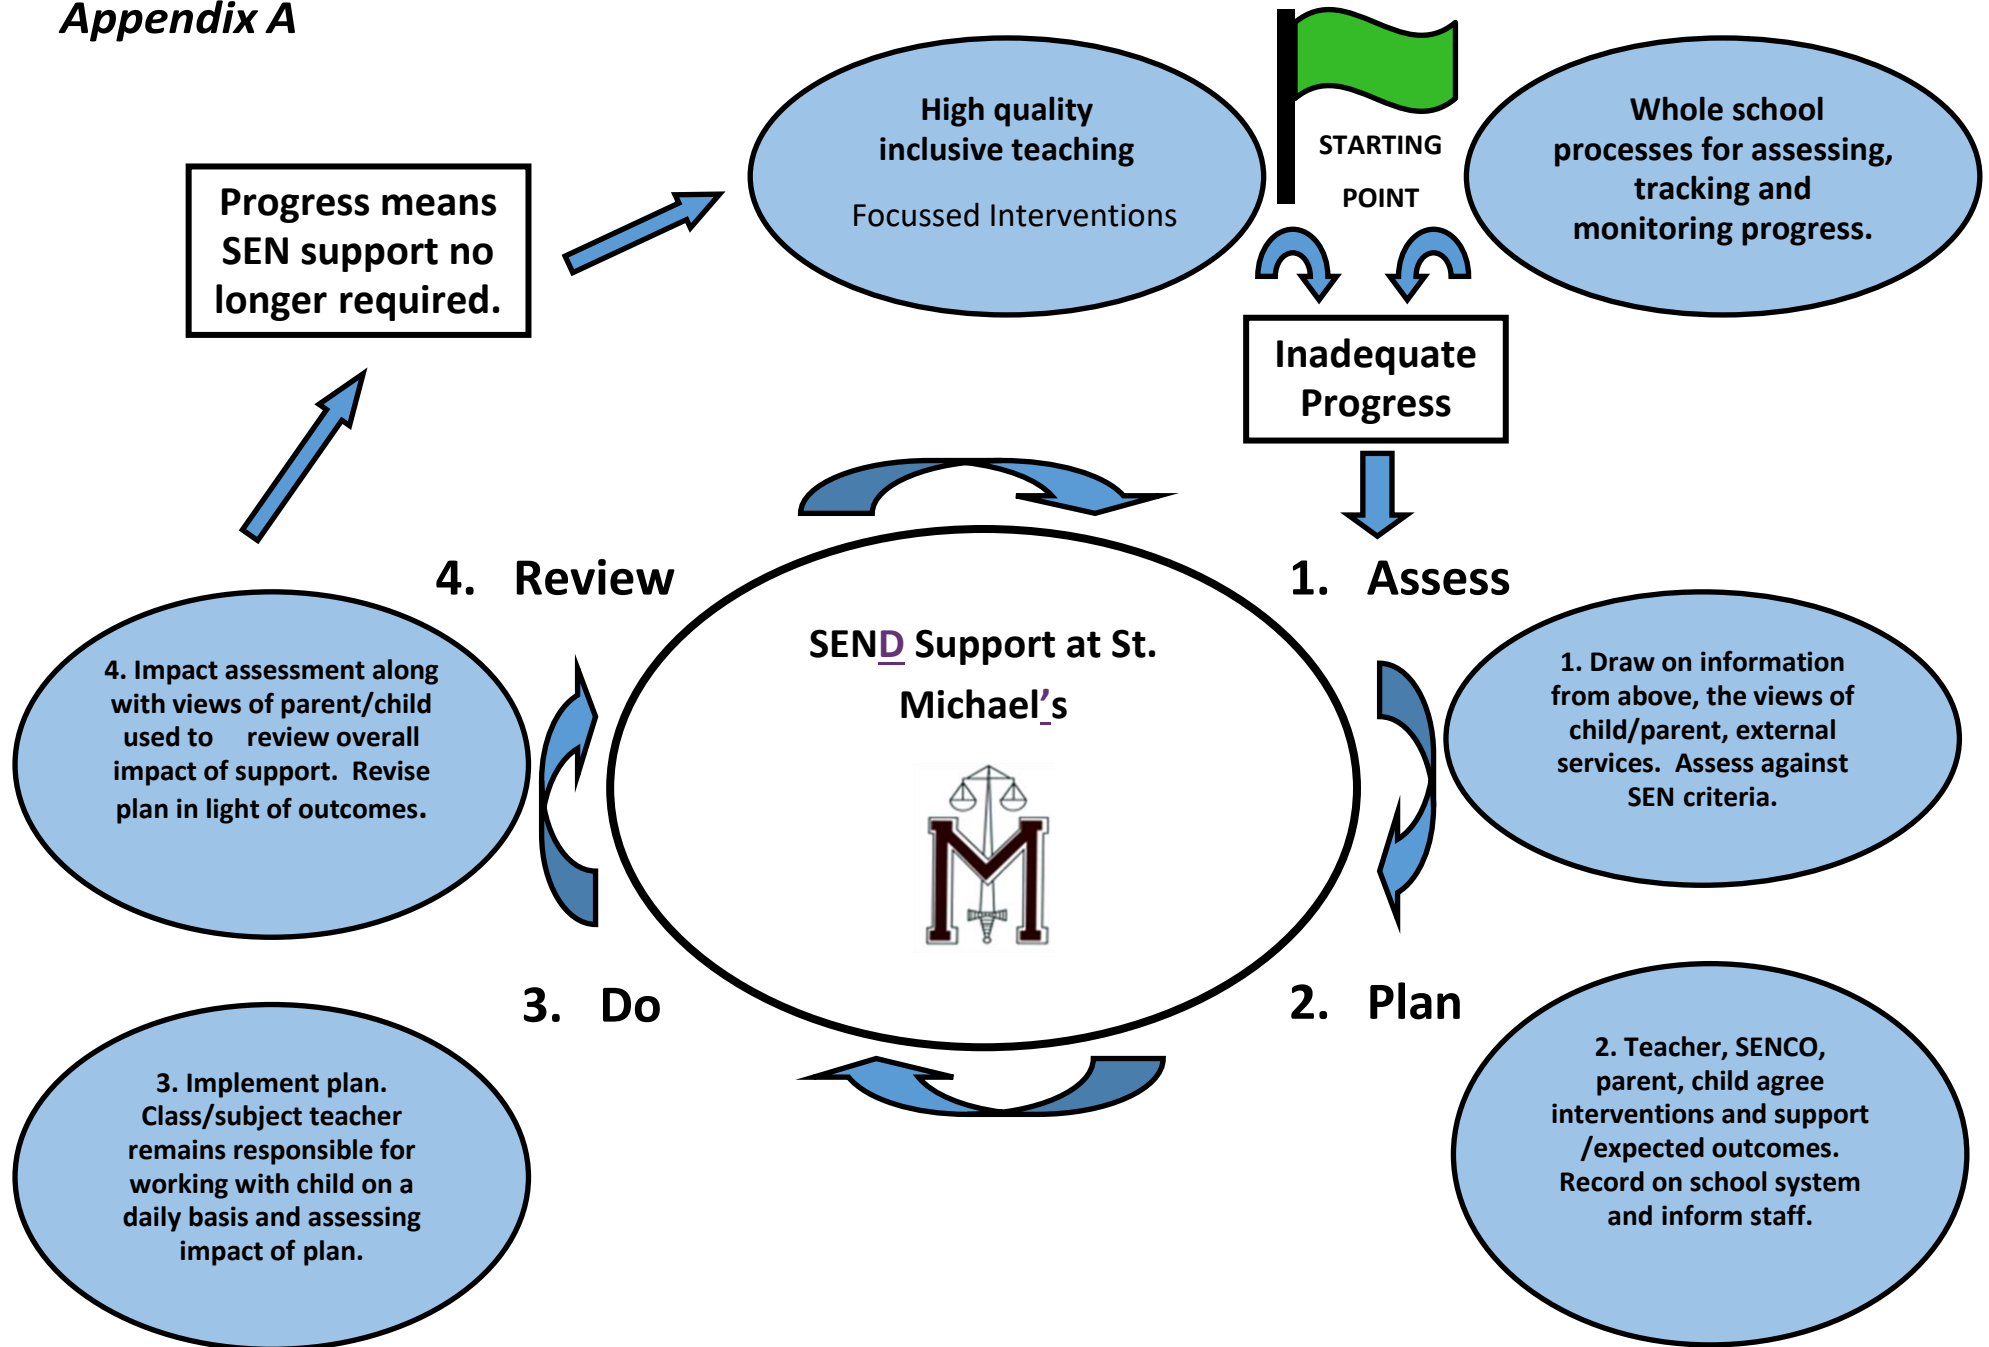 Appendix A
High quality
inclusive teaching
Focussed Interventions
STARTING
POINT
Whole school
processes for assessing,
tracking and
monitoring progress.
Progress means
SEN support no
longer required.
Inadequate
Progress
4. Review
1. Assess
SEND Support at St.
Michael's
4. Impact assessment along
with views of parent/child
used to review overall
impact of support. Revise
plan in light of outcomes.
1. Draw on information
from above, the views of
child/parent, external
services. Assess against
SEN criteria.
M
3. Do
2. Plan
3. Implement plan.
Class/subject teacher
remains responsible for
working with child on a
daily basis and assessing
impact of plan.
2. Teacher, SENCO,
parent, child agree
interventions and support
/expected outcomes.
Record on school system
and inform staff.